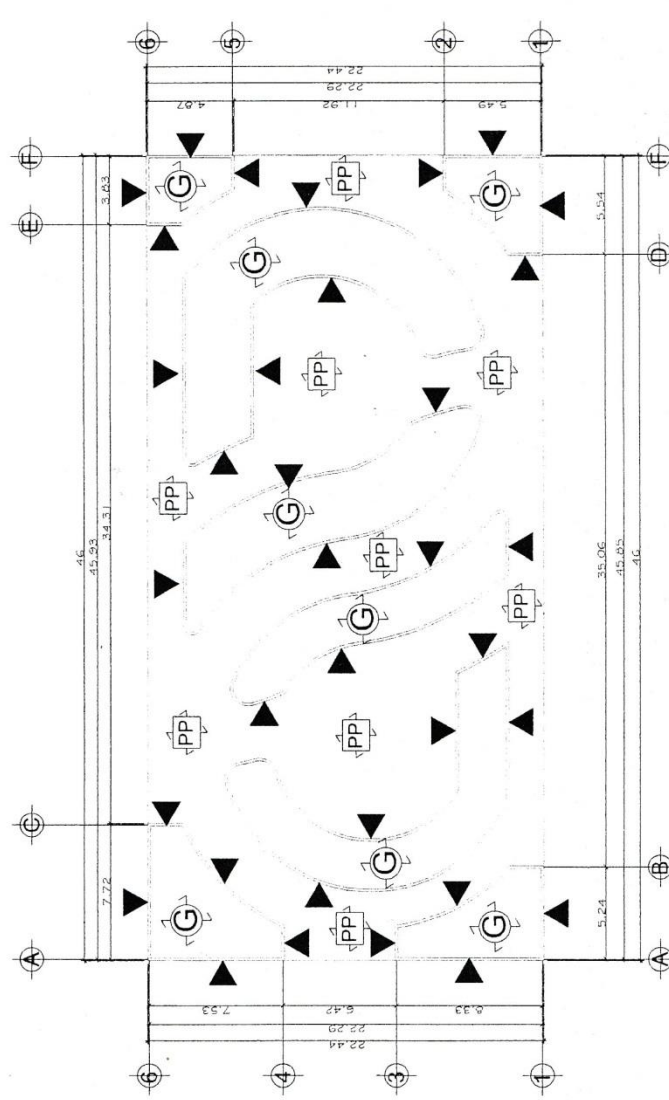 6 5 2 1
22.44
22.29
4.87 11.92 5.49
F F
E
D
3.83
5.54
G PP G
G
PP PP
PP G
46 45.93 34.31
PP
35.06 45.85 46
G PP
PP PP
C
G
B
7.72
G PP G
5.24
A A
7.53 6.42 8.33
22.29
22.44
6 4 3 1